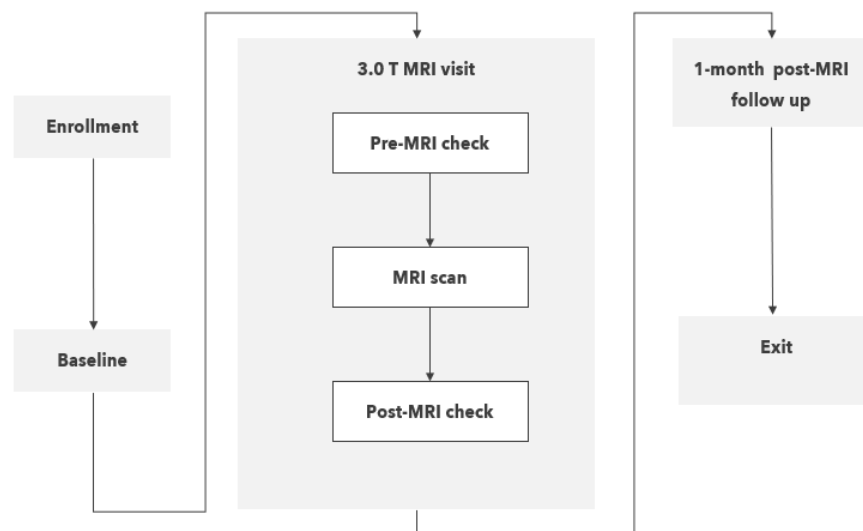 Enrollment
Baseline
3.0 T MRI visit
Pre-MRI check
MRI scan
Post-MRI check
1-month post-MRI
follow up
Exit